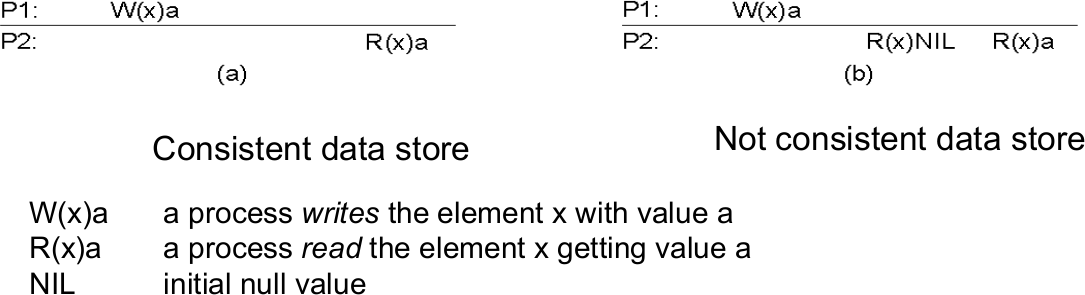 P1: W(x)a
P2: R(x)a
(a)
Consistent data store
P1: W(x)a
P2: R(x)NIL R(x)a
(b)
Not consistent data store
W(x)a a process writes the element x with value a
R(x)a a process read the element x getting value a
NIL initial null value